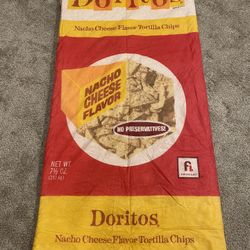 Doritos
Nacho Cheese Flavor Tortilla Chips
NACHO
CHEESE
FLAVOR
NO PRESERVATIVES!
NET WT.
7½ OZ.
Doritos
Nacho Cheese Flavor Tortilla Chips